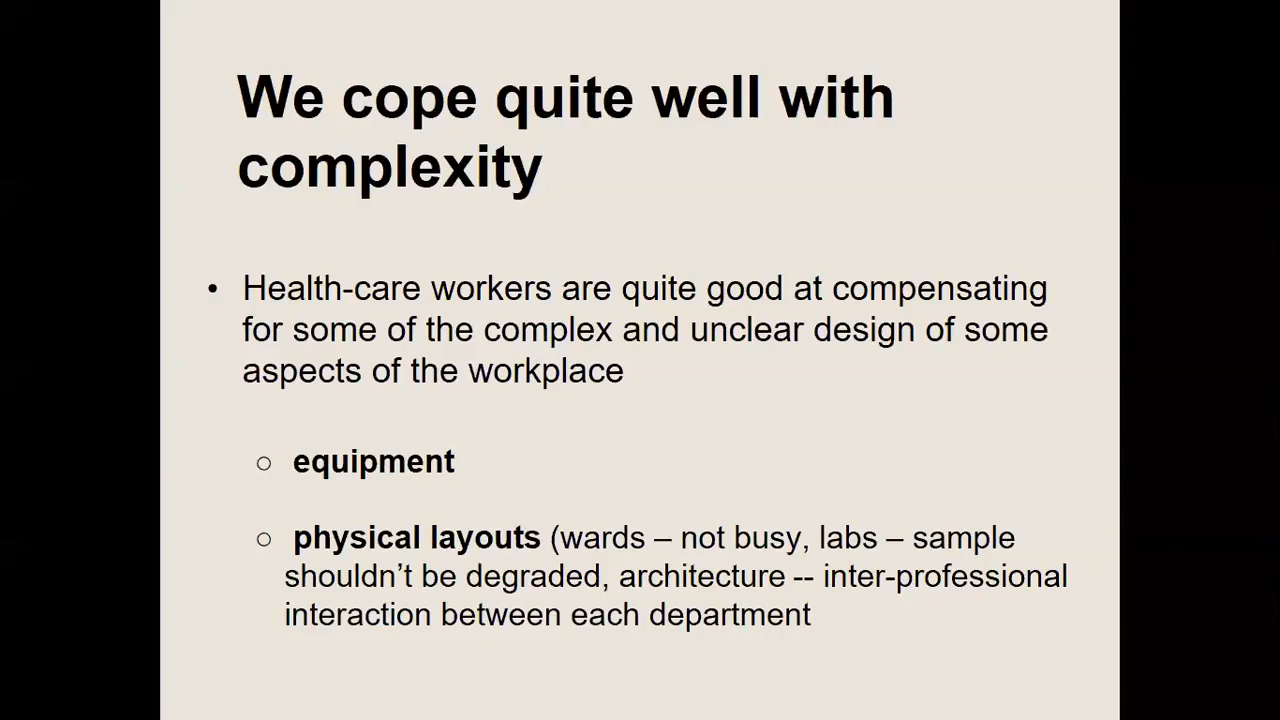 We cope quite well with
complexity
• Health-care workers are quite good at compensating
for some of the complex and unclear design of some
aspects of the workplace
○ equipment
○ physical layouts (wards – not busy, labs – sample
shouldn’t be degraded, architecture -- inter-professional
interaction between each department